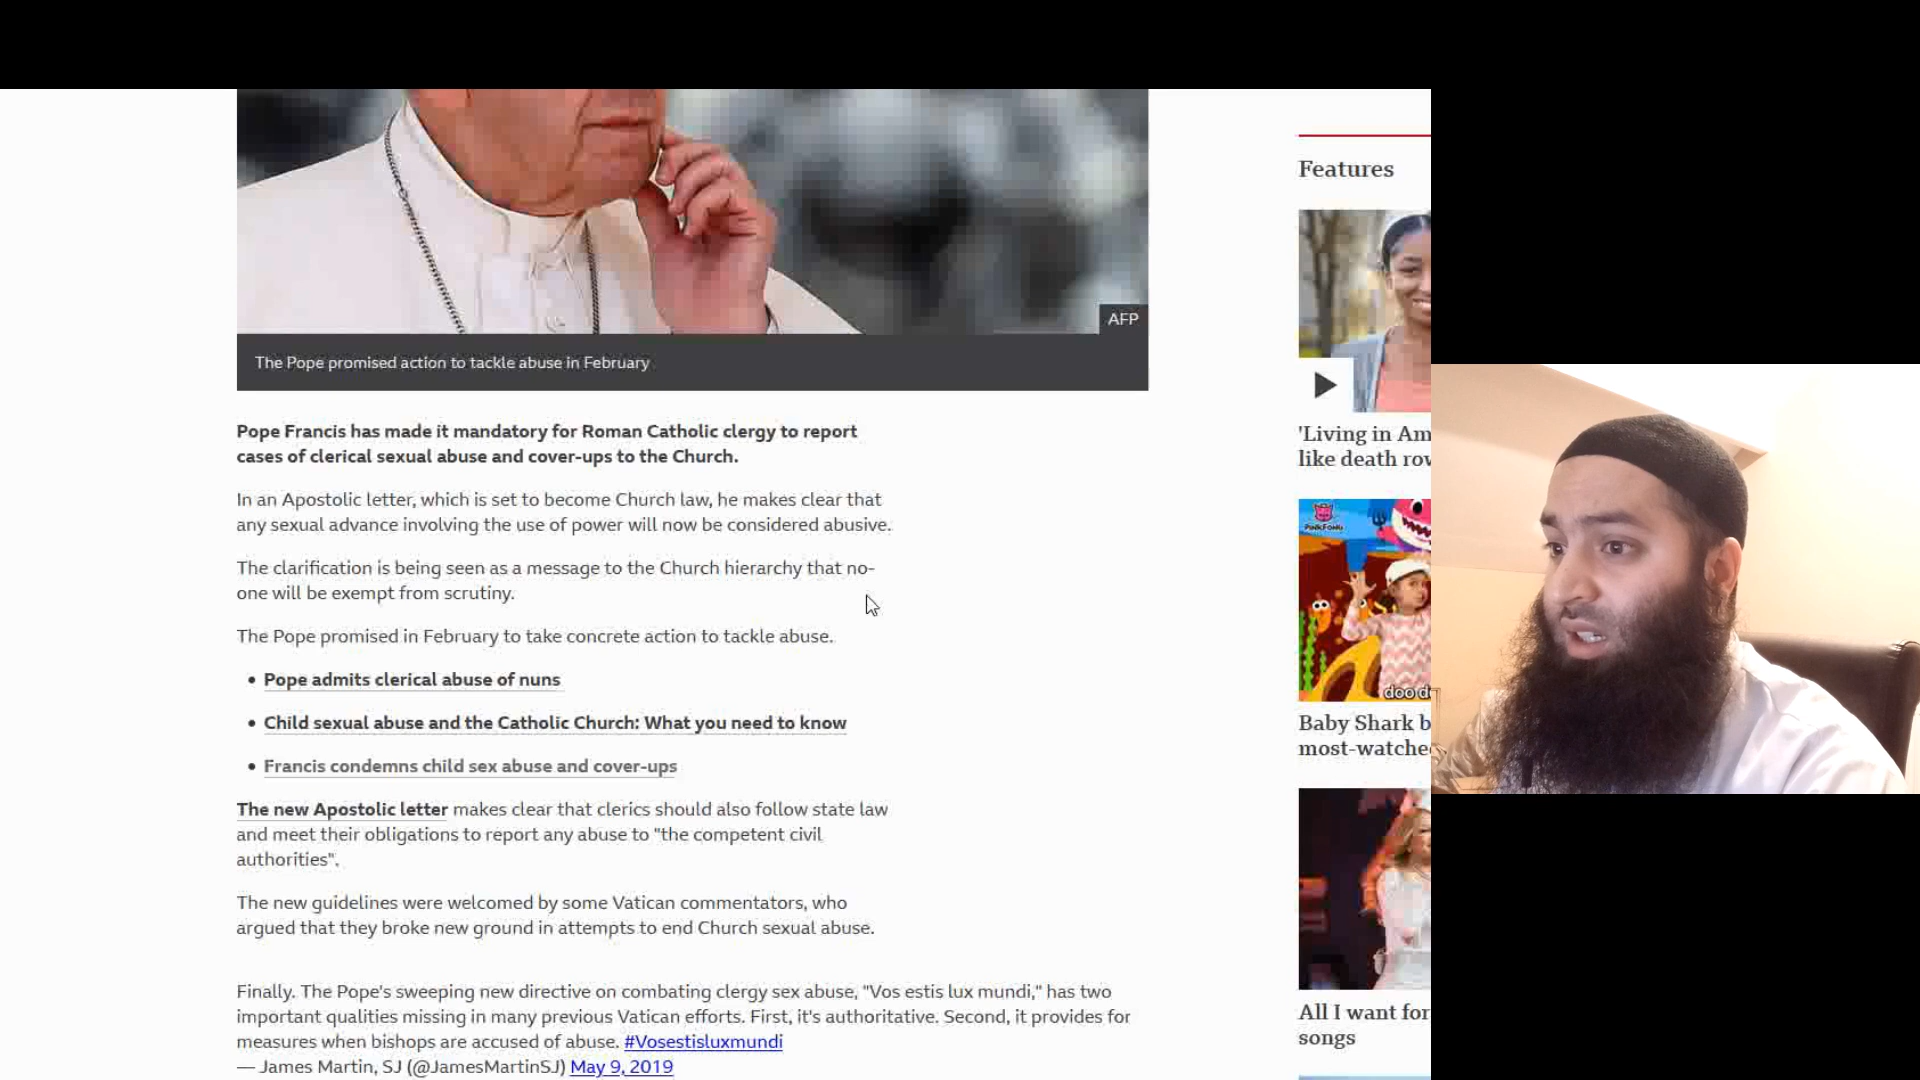 AFP
The Pope promised action to tackle abuse in February
Pope Francis has made it mandatory for Roman Catholic clergy to report
cases of clerical sexual abuse and cover-ups to the Church.
In an Apostolic letter, which is set to become Church law, he makes clear that
any sexual advance involving the use of power will now be considered abusive.
The clarification is being seen as a message to the Church hierarchy that no-
one will be exempt from scrutiny.
The Pope promised in February to take concrete action to tackle abuse.
• Pope admits clerical abuse of nuns
• Child sexual abuse and the Catholic Church: What you need to know
• Francis condemns child sex abuse and cover-ups
The new Apostolic letter makes clear that clerics should also follow state law
and meet their obligations to report any abuse to "the competent civil
authorities".
The new guidelines were welcomed by some Vatican commentators, who
argued that they broke new ground in attempts to end Church sexual abuse.
Finally. The Pope's sweeping new directive on combating clergy sex abuse, "Vos estis lux mundi," has two
important qualities missing in many previous Vatican efforts. First, it's authoritative. Second, it provides for
measures when bishops are accused of abuse. #Vosestisluxmundi
— James Martin, SJ (@JamesMartinSJ) May 9, 2019
Features
'Living in Am
like death row
PINKFONG
doo d
Baby Shark b
most-watche
All I want for
songs